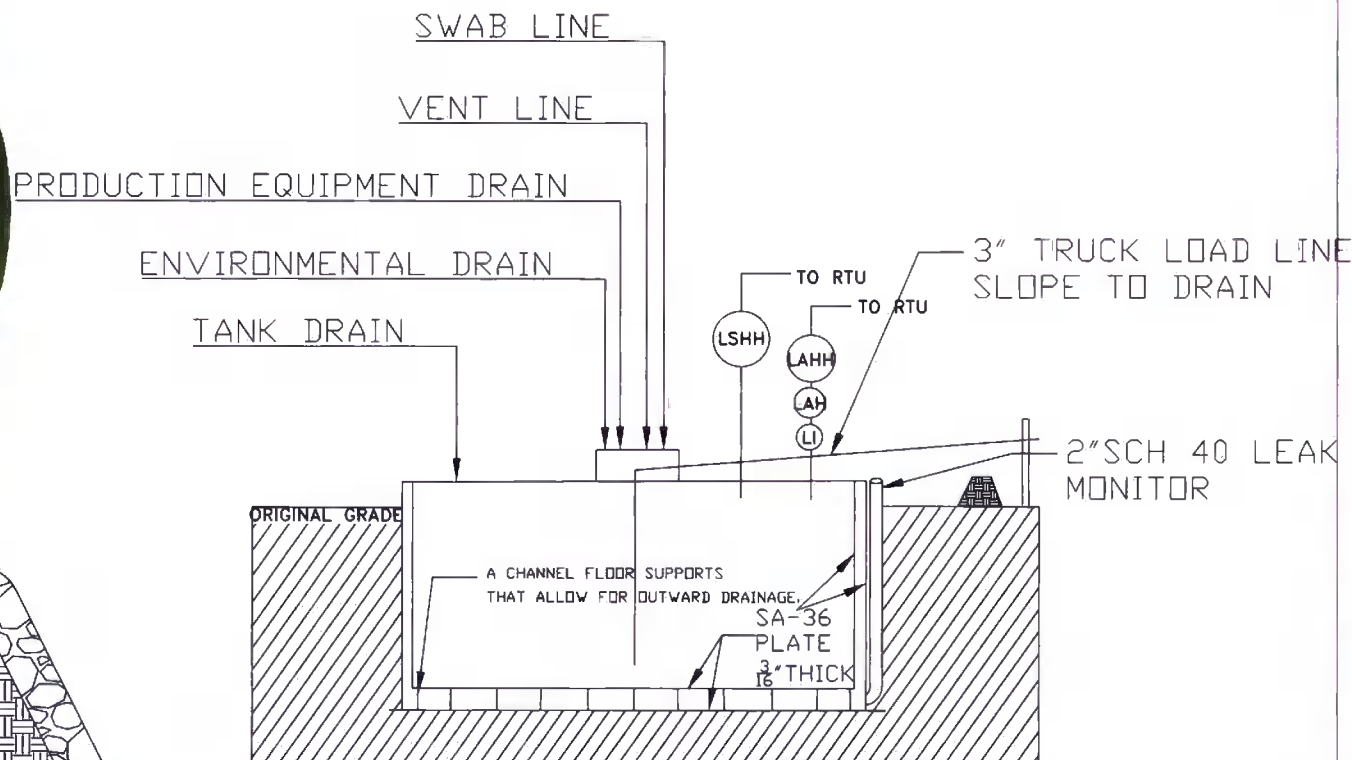 SWAB LINE
VENT LINE
PRODUCTION EQUIPMENT DRAIN
ENVIRONMENTAL DRAIN
TANK DRAIN
TO RTU
TO RTU
3" TRUCK LOAD LINE
SLOPE TO DRAIN
LSHH
LAHH
LAH
LI
2"SCH 40 LEAK
MONITOR
ORIGINAL GRADE
A CHANNEL FLOOR SUPPORTS
THAT ALLOW FOR OUTWARD DRAINAGE.
SA-36
PLATE
3/16"THICK